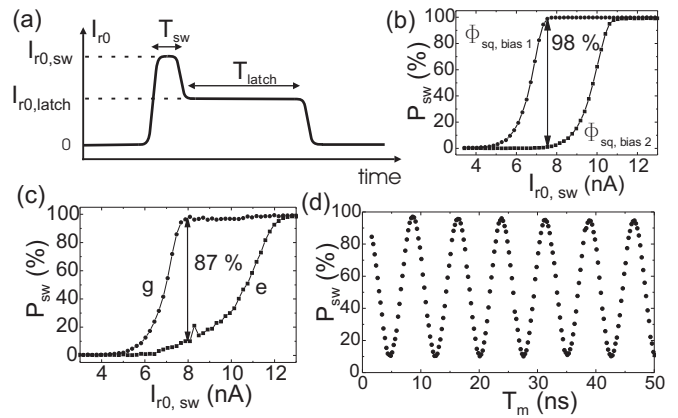 (a)
I_r0
T_sw
I_r0,sw
T_latch
I_r0,latch
0
time
(b)
P_sw (%)
100
80
60
40
20
0
Φ_sq, bias 1
98 %
Φ_sq, bias 2
4 6 8 10 12
I_r0, sw (nA)
(c)
P_sw (%)
100
80
60
40
20
0
g
87 %
e
4 6 8 10 12
I_r0, sw (nA)
(d)
P_sw (%)
100
80
60
40
20
0
0 10 20 30 40 50
T_m (ns)